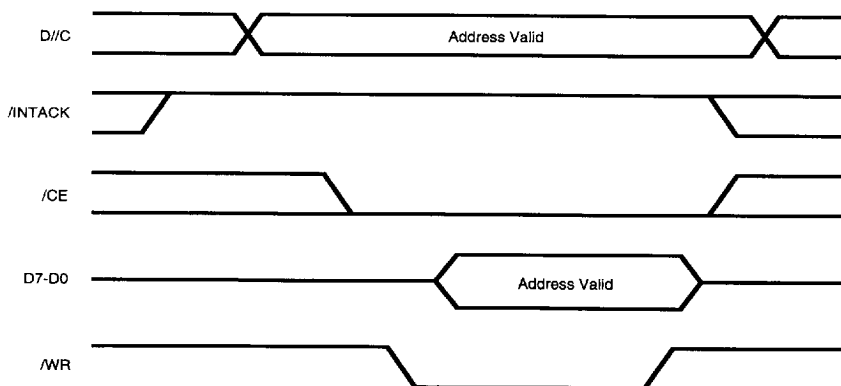 D//C
Address Valid
/INTACK
/CE
D7-D0
Address Valid
/WR